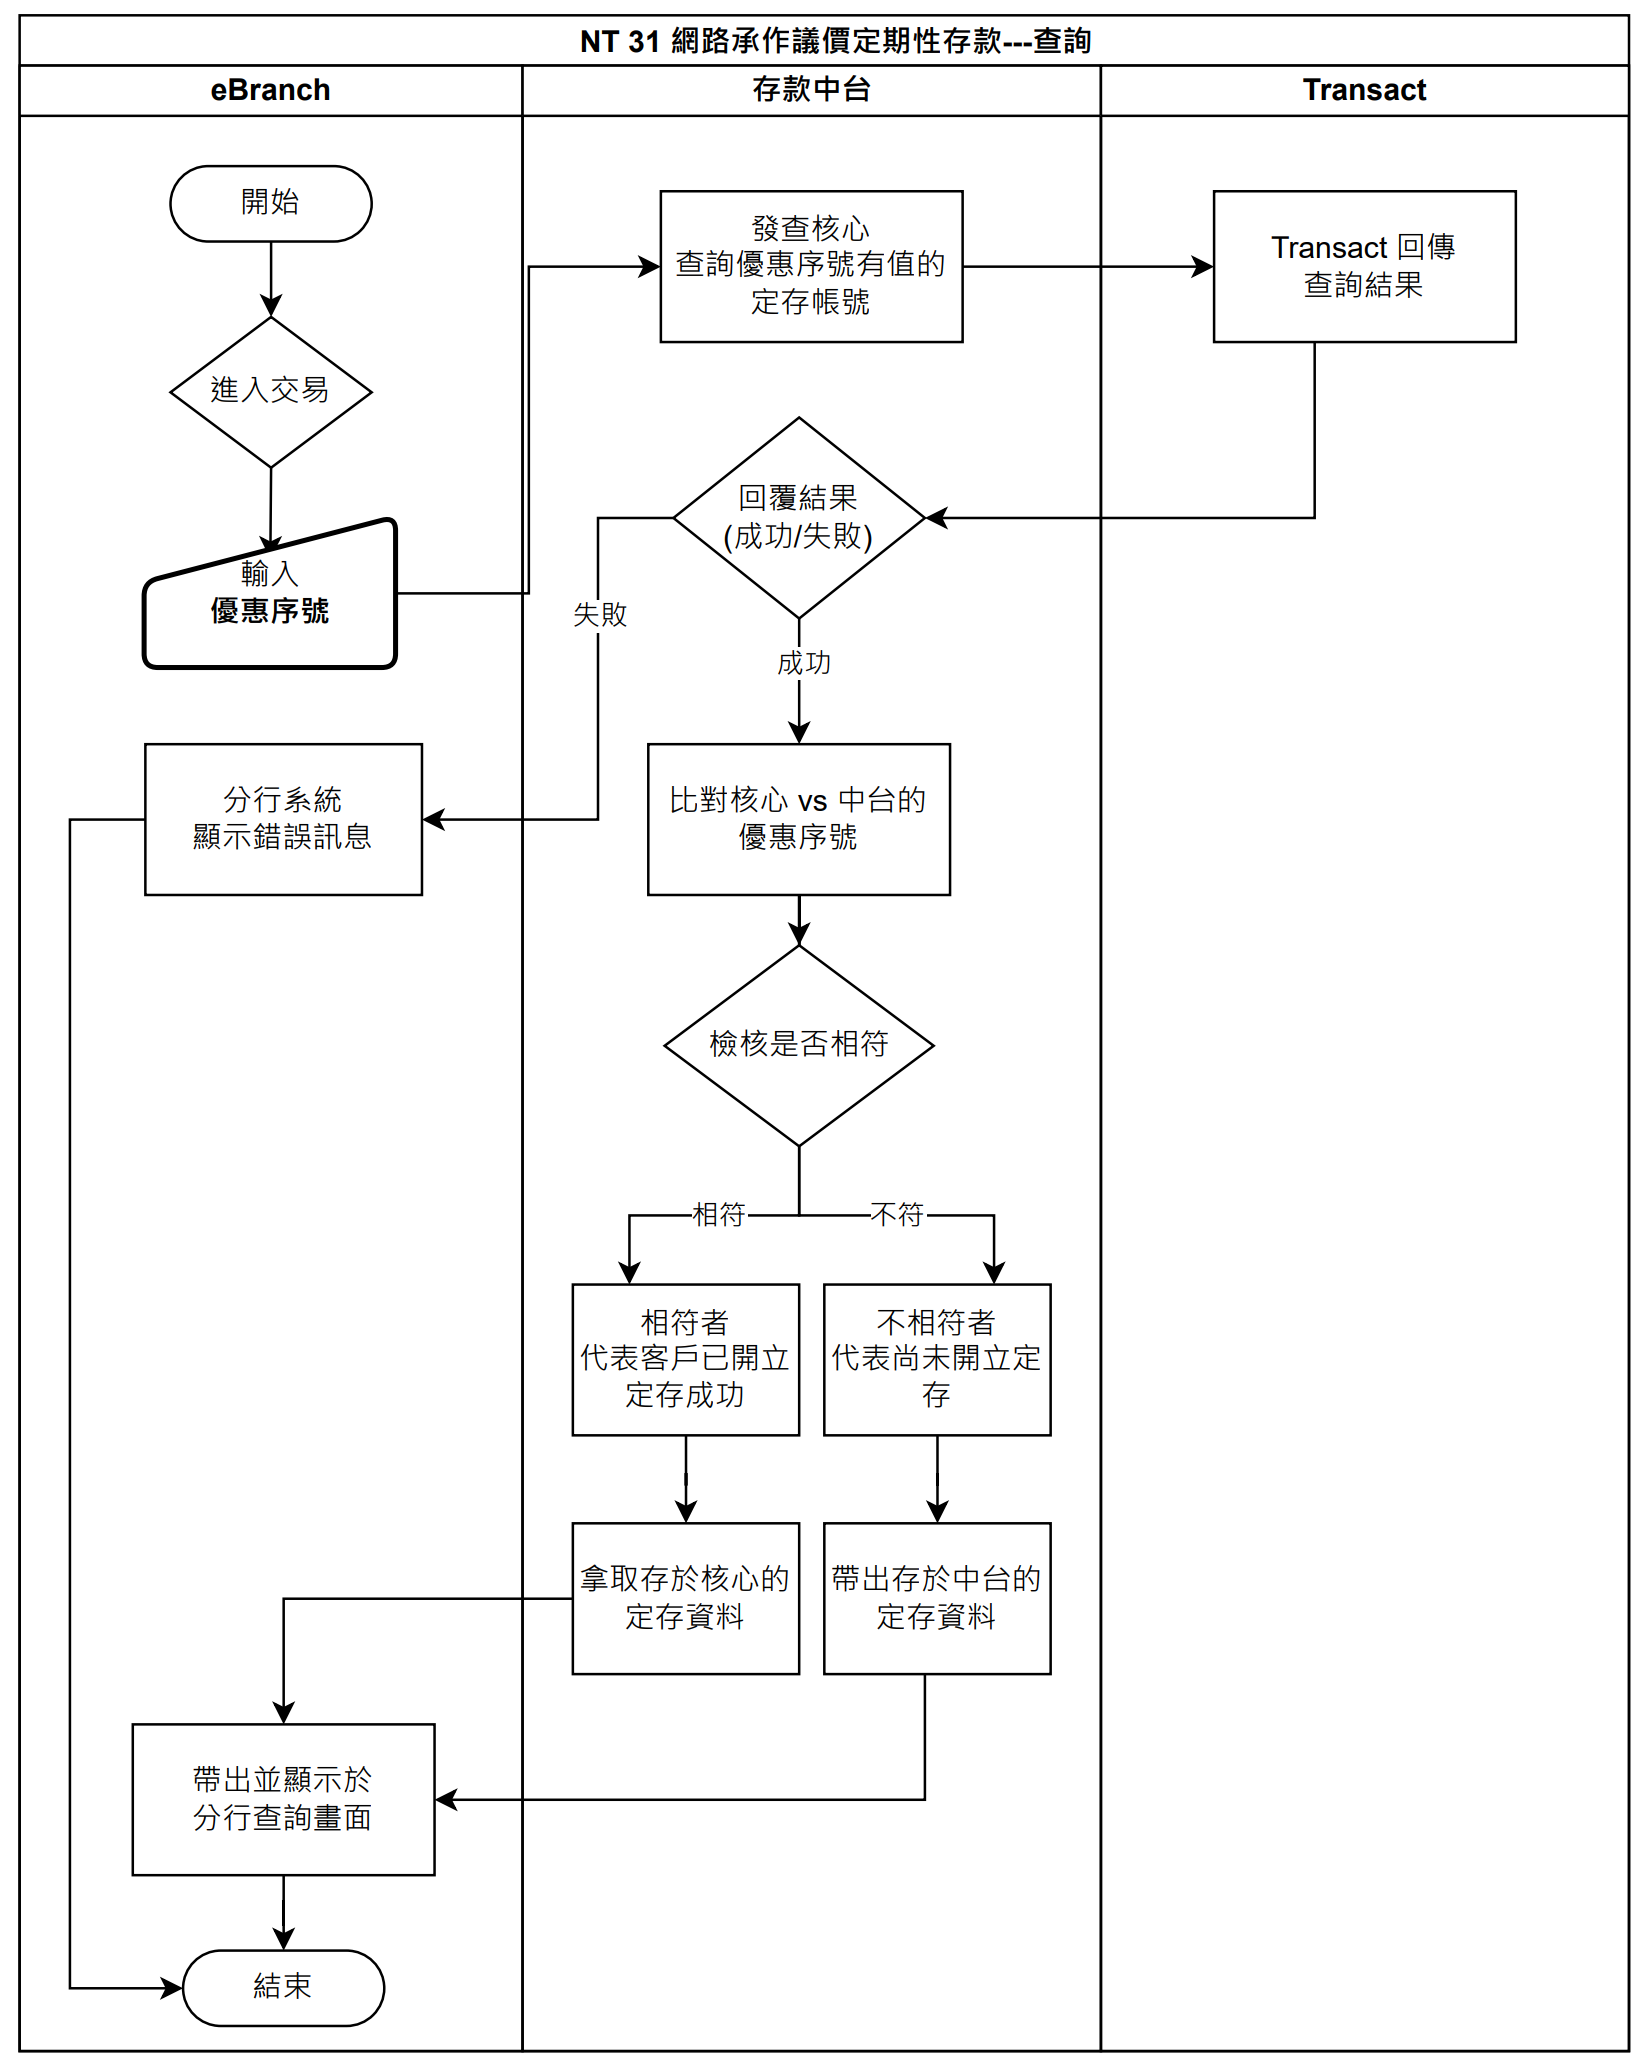 NT 31 網路承作議價定期性存款---查詢
eBranch
存款中台
Transact
開始
進入交易
輸入
優惠序號
發查核心
查詢優惠序號有值的
定存帳號
Transact 回傳
查詢結果
回覆結果
(成功/失敗)
失敗
成功
分行系統
顯示錯誤訊息
比對核心 vs 中台的
優惠序號
檢核是否相符
相符
不符
相符者
代表客戶已開立
定存成功
不相符者
代表尚未開立定
存
拿取存於核心的
定存資料
帶出存於中台的
定存資料
帶出並顯示於
分行查詢畫面
結束